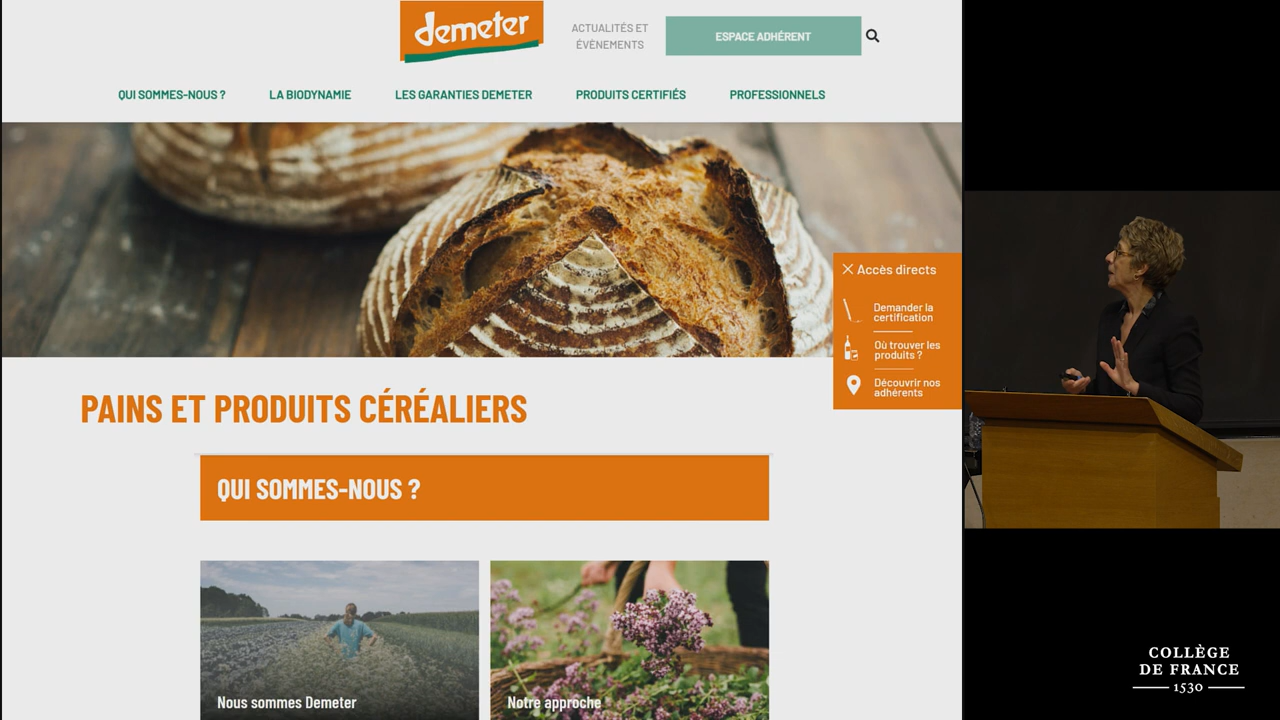 demeter
ACTUALITÉS ET
ÉVÈNEMENTS
ESPACE ADHÉRENT
QUI SOMMES-NOUS ?
LA BIODYNAMIE
LES GARANTIES DEMETER
PRODUITS CERTIFIÉS
PROFESSIONNELS
Accès directs
Demander la
certification
Où trouver les
produits ?
Découvrir nos
adhérents
PAINS ET PRODUITS CÉRÉALIERS
QUI SOMMES-NOUS ?
Nous sommes Demeter
Notre approche
COLLÈGE
DE FRANCE
1530